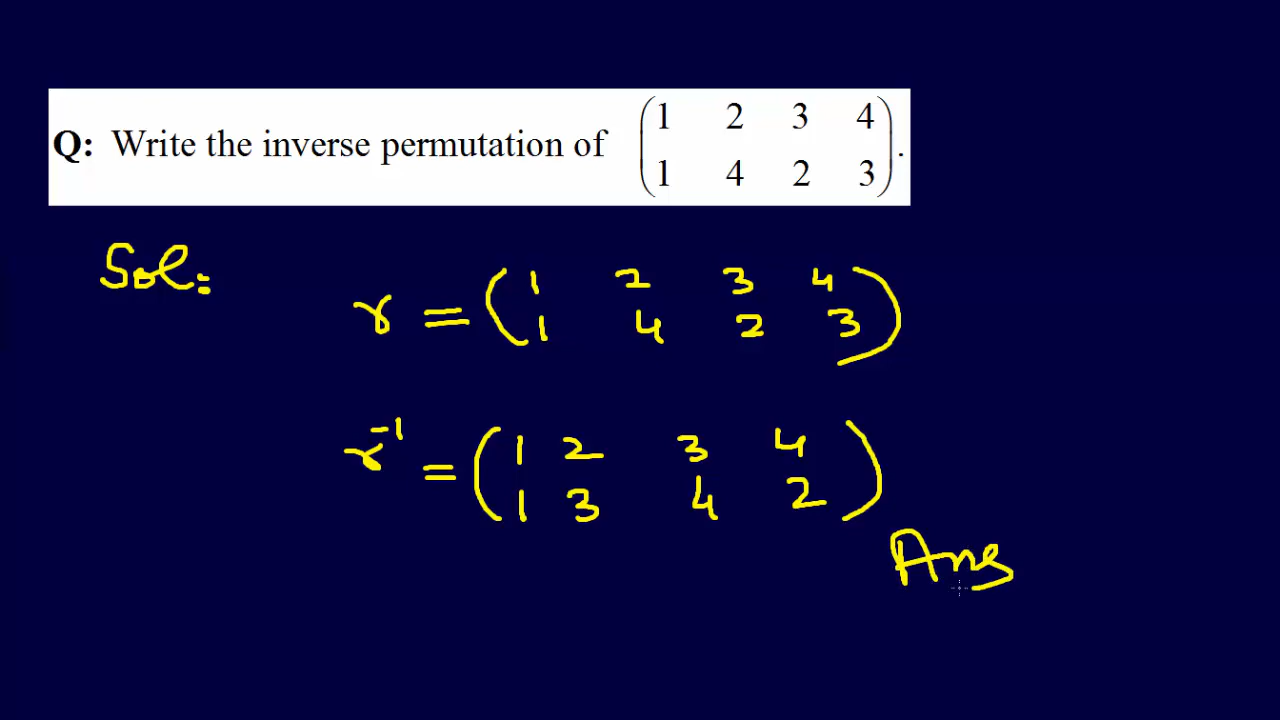 Q: Write the inverse permutation of (1 2 3 4
1 4 2 3).
Sol:
r = (1 2 3 4
1 4 2 3)
r⁻¹ = (1 2 3 4
1 3 4 2)
Ans